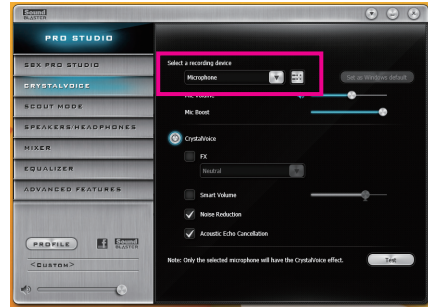 Sound
BLASTER
PRO STUDIO
SBX PRO STUDIO
CRYSTALVOICE
SCOUT MODE
SPEAKERS/HEADPHONES
MIXER
EQUALIZER
ADVANCED FEATURES
PROFILE
f
Sound
BLASTER
<CUSTOM>
Select a recording device
Microphone
Set as Windows default
Mic Volume
Mic Boost
CrystalVoice
FX
Neutral
Smart Volume
Noise Reduction
Acoustic Echo Cancellation
Note: Only the selected microphone will have the CrystalVoice effect.
Test